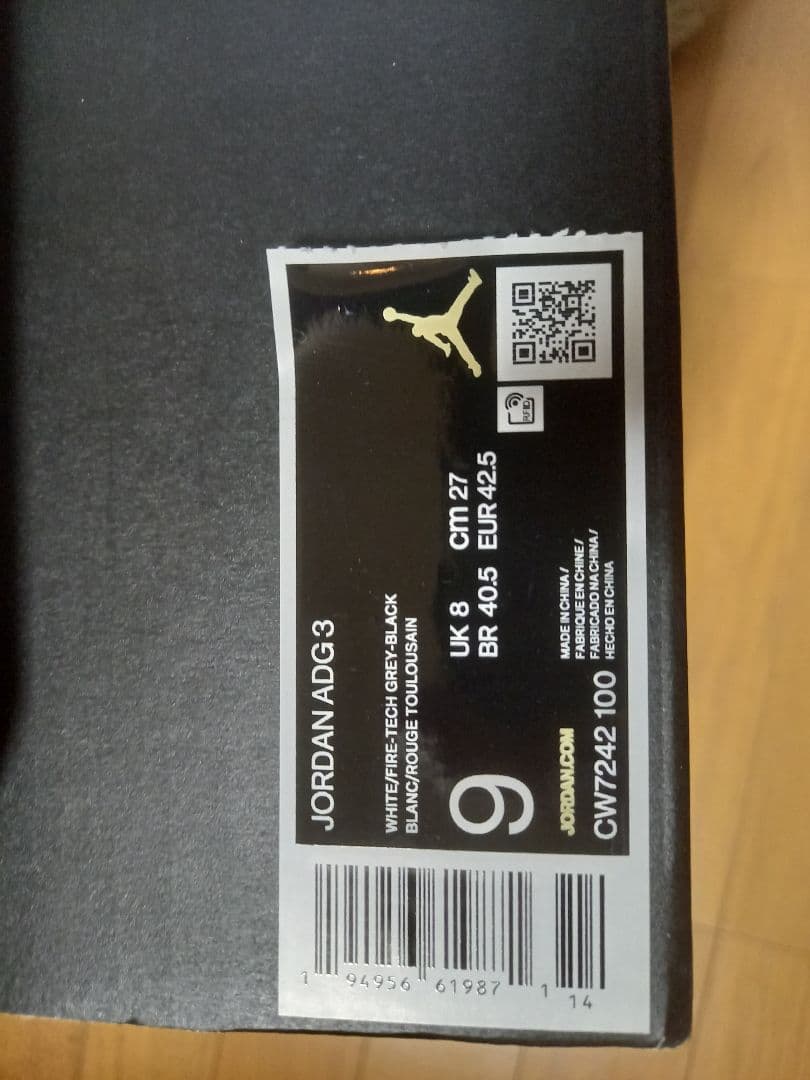 JORDAN ADG 3
WHITE/FIRE-TECH GREY-BLACK
BLANC/ROUGE TOULOUSAIN
9
UK 8 cm 27
BR 40.5 EUR 42.5
RFID
JORDAN.COM
CW7242 100
MADE IN CHINA/
FABRIQUE EN CHINE/
FABRICADO NA CHINA/
HECHO EN CHINA
1 94956 61987 1
14